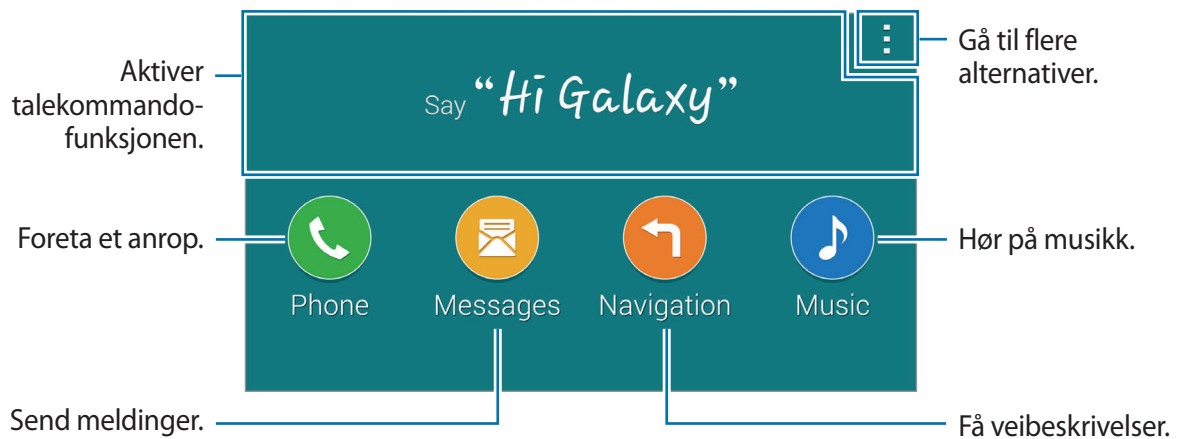 Aktiver
talekommando-
funksjonen.
Say “Hi Galaxy”
Gå til flere
alternativer.
Foreta et anrop.
Hør på musikk.
Phone
Messages
Navigation
Music
Send meldinger.
Få veibeskrivelser.